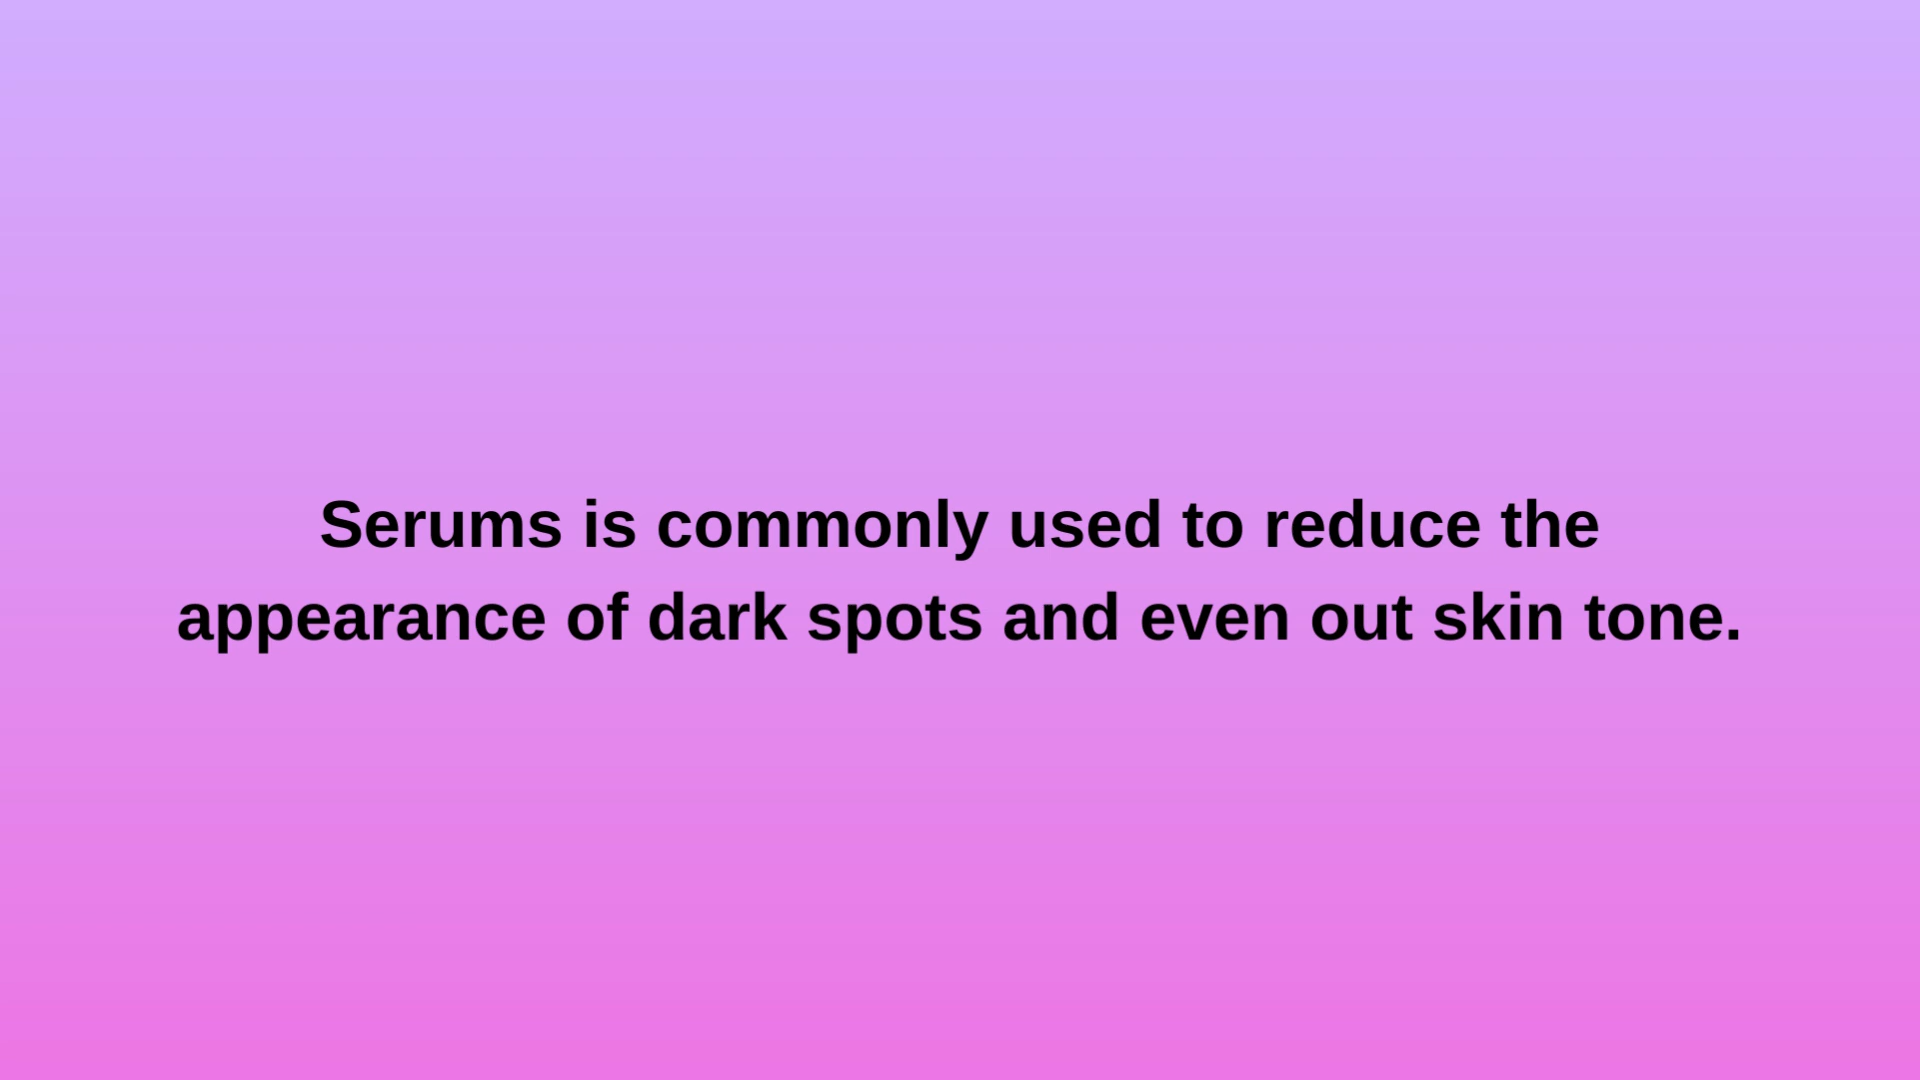 Serums is commonly used to reduce the
appearance of dark spots and even out skin tone.